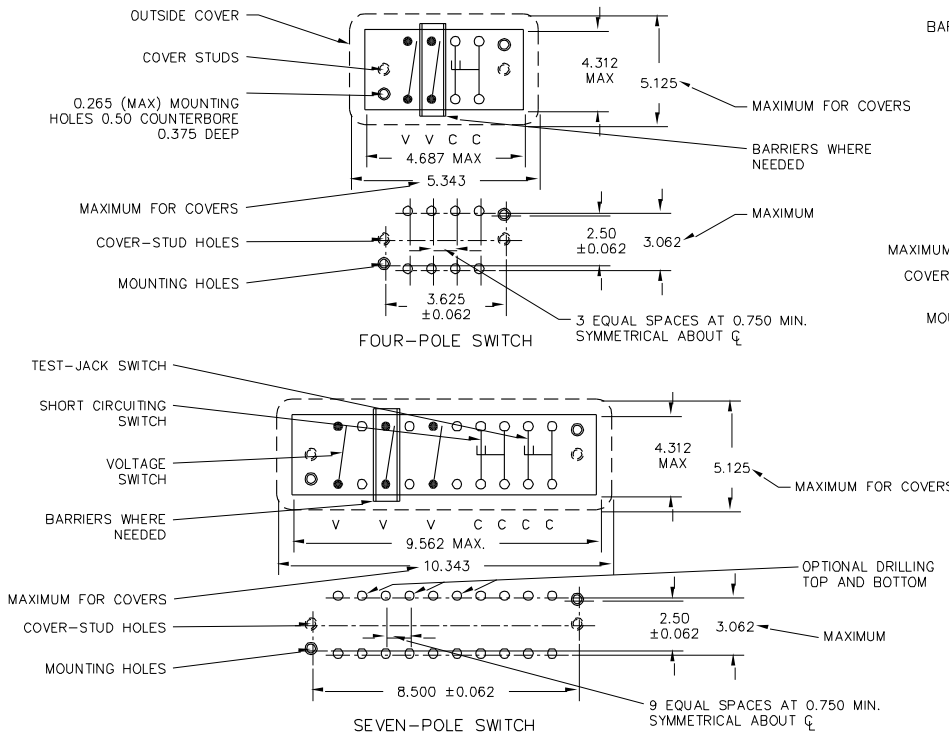 OUTSIDE COVER
COVER STUDS
0.265 (MAX) MOUNTING
HOLES 0.50 COUNTERBORE
0.375 DEEP
4.312
MAX
5.125
MAXIMUM FOR COVERS
BARRIERS WHERE
NEEDED
V V C C
4.687 MAX
5.343
MAXIMUM FOR COVERS
COVER-STUD HOLES
MOUNTING HOLES
2.50
±0.062
3.062
MAXIMUM
3.625
±0.062
3 EQUAL SPACES AT 0.750 MIN.
SYMMETRICAL ABOUT ℄
FOUR-POLE SWITCH
TEST-JACK SWITCH
SHORT CIRCUITING
SWITCH
VOLTAGE
SWITCH
BARRIERS WHERE
NEEDED
4.312
MAX
5.125
MAXIMUM FOR COVERS
V V V C C C C
9.562 MAX.
10.343
MAXIMUM FOR COVERS
COVER-STUD HOLES
MOUNTING HOLES
OPTIONAL DRILLING
TOP AND BOTTOM
2.50
±0.062
3.062
MAXIMUM
8.500 ±0.062
9 EQUAL SPACES AT 0.750 MIN.
SYMMETRICAL ABOUT ℄
SEVEN-POLE SWITCH
BAR
MAXIMUM
COVER
MOU